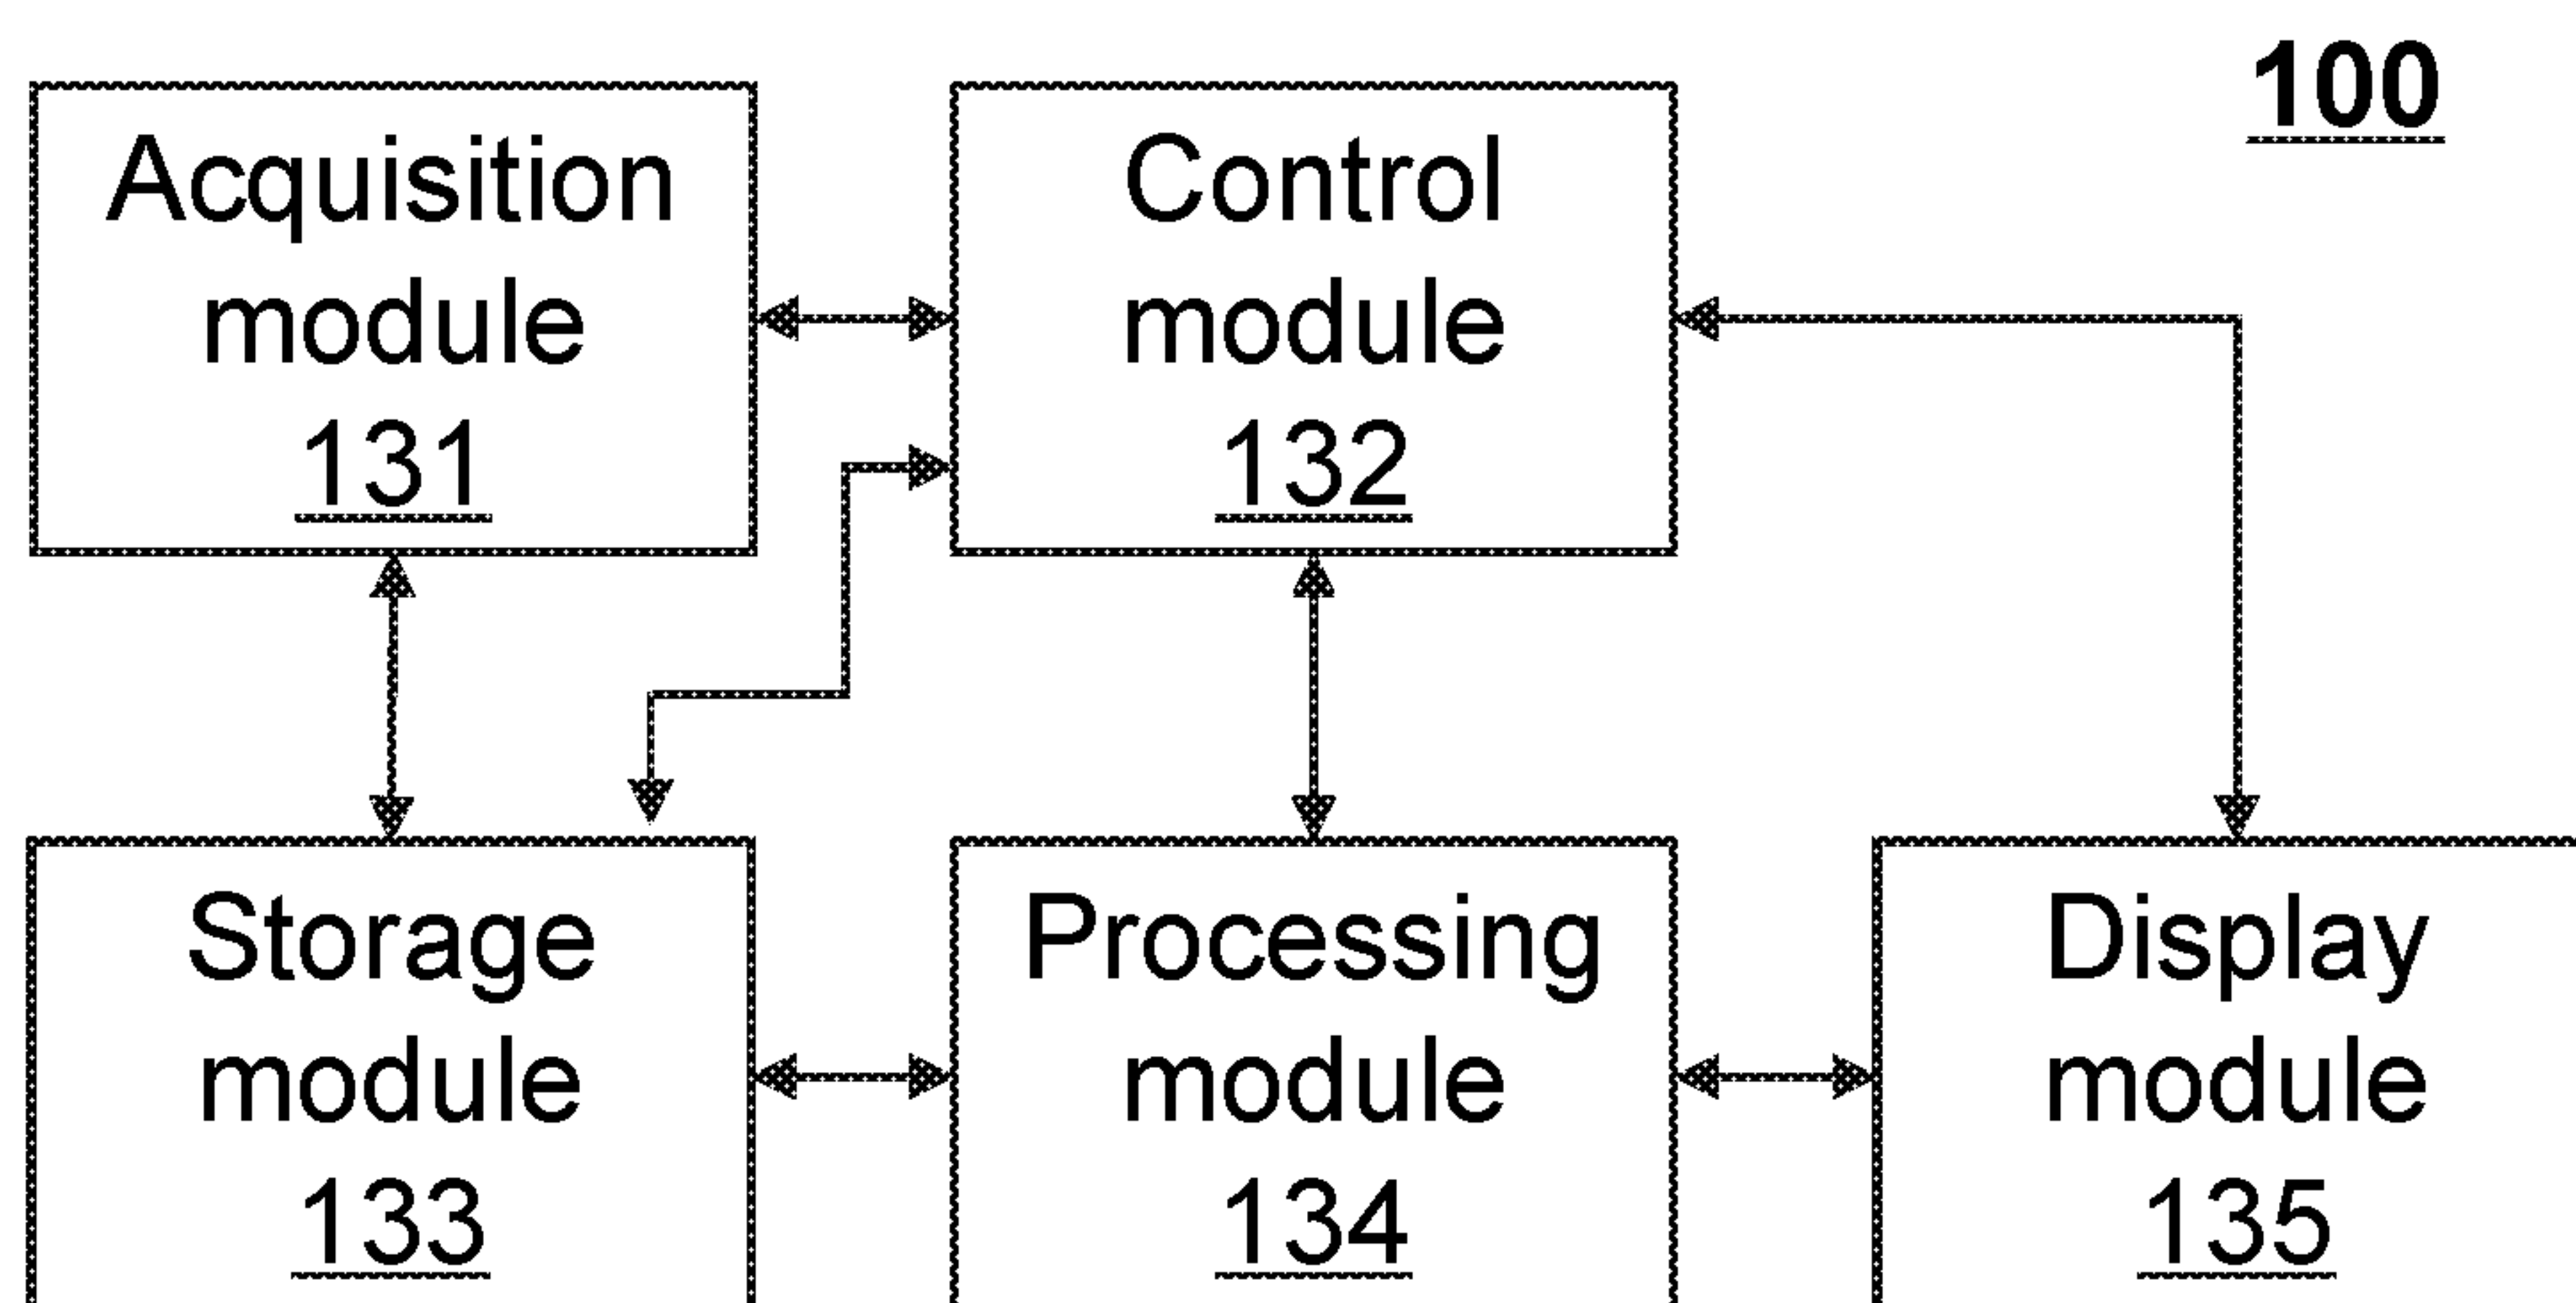 100
Acquisition
module
131
Control
module
132
Storage
module
133
Processing
module
134
Display
module
135